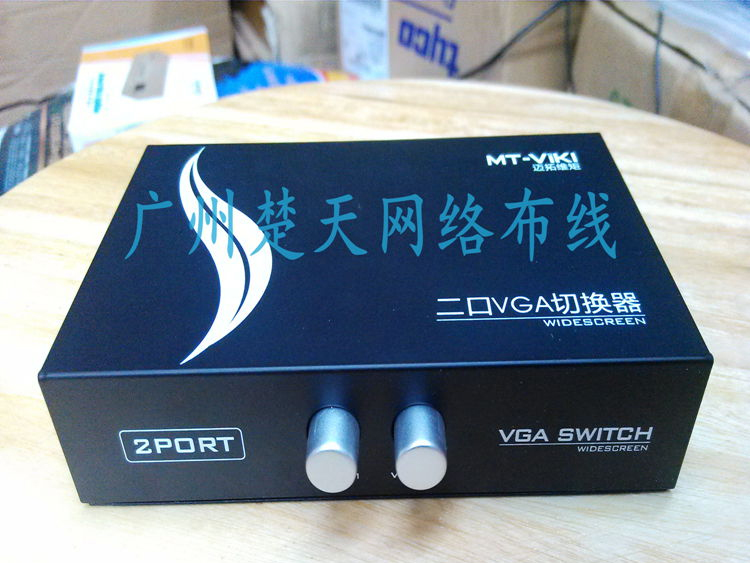 tyco
MT-VIKI
迈拓维矩
广州楚天网络布线
二口VGA切换器
WIDESCREEN
2PORT
VGA SWITCH
WIDESCREEN